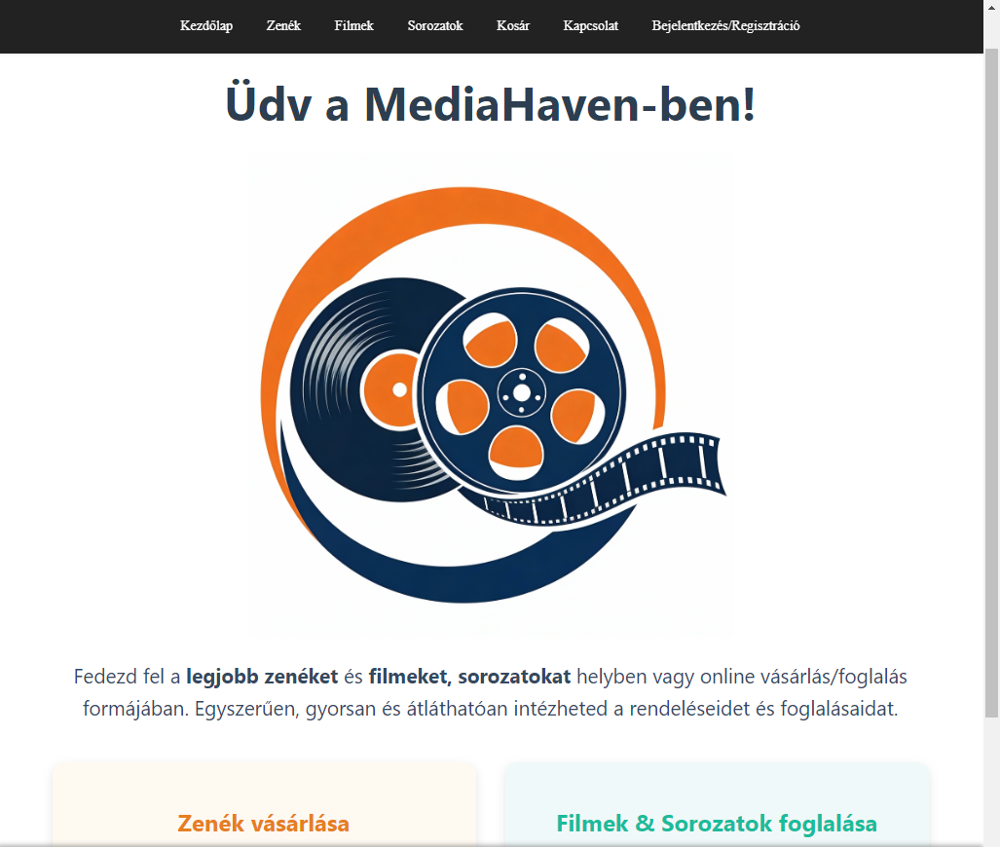 Kezdőlap Zenék Filmek Sorozatok Kosár Kapcsolat Bejelentkezés/Regisztráció
Üdv a MediaHaven-ben!
Fedezd fel a legjobb zenéket és filmeket, sorozatokat helyben vagy online vásárlás/foglalás
formájában. Egyszerűen, gyorsan és átláthatóan intézheted a rendeléseidet és foglalásaidat.
Zenék vásárlása
Filmek & Sorozatok foglalása